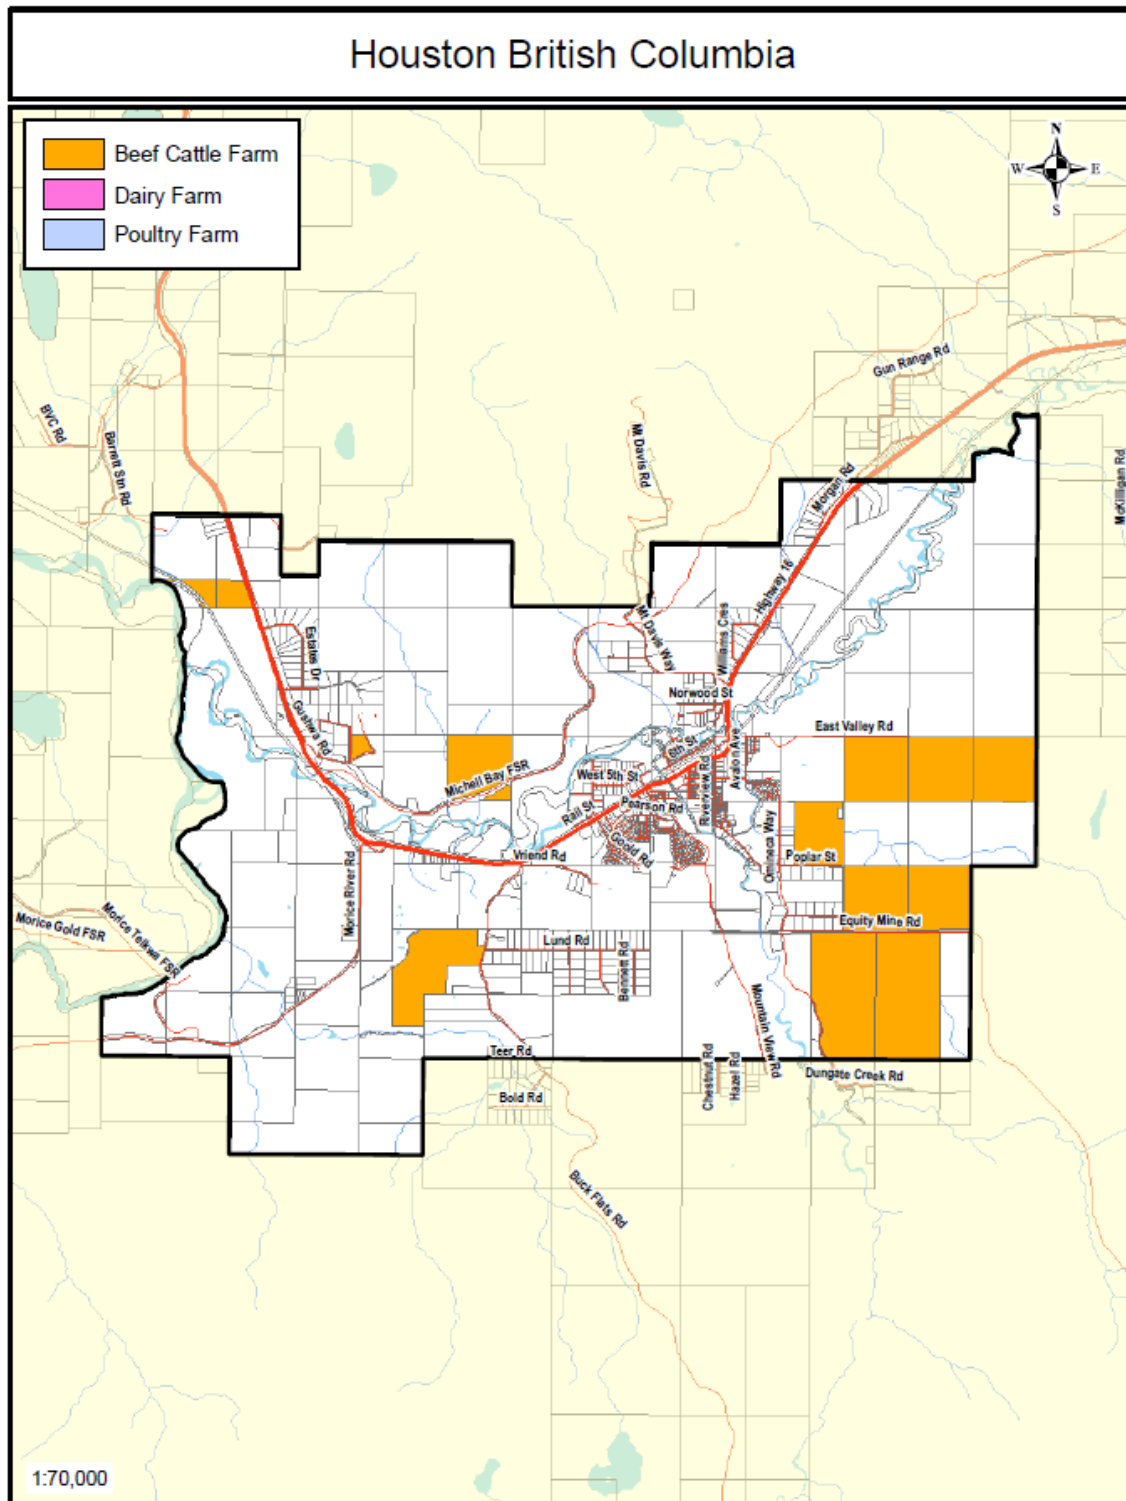 Houston British Columbia
Beef Cattle Farm
Dairy Farm
Poultry Farm
N
W E
S
Gun Range Rd
BVC Rd
Barrett Stn Rd
Mt Davis Rd
McKilligan Rd
Morgan Rd
Highway 16
Mt Davis Way
Williams Cres
Estates Dr
Norwood St
Gushwa Rd
East Valley Rd
6th St
Avalon Ave
Michell Bay FSR
West 5th St
Riverview Rd
Rail St
Pearson Rd
Goold Rd
Omineca Way
Vriend Rd
Poplar St
Morice River Rd
Morice Gold FSR
Morice Telkwa FSR
Equity Mine Rd
Lund Rd
Bennett Rd
Mountain View Rd
Teer Rd
Chestnut Rd
Hazel Rd
Dungate Creek Rd
Bold Rd
Buck Flats Rd
1:70,000